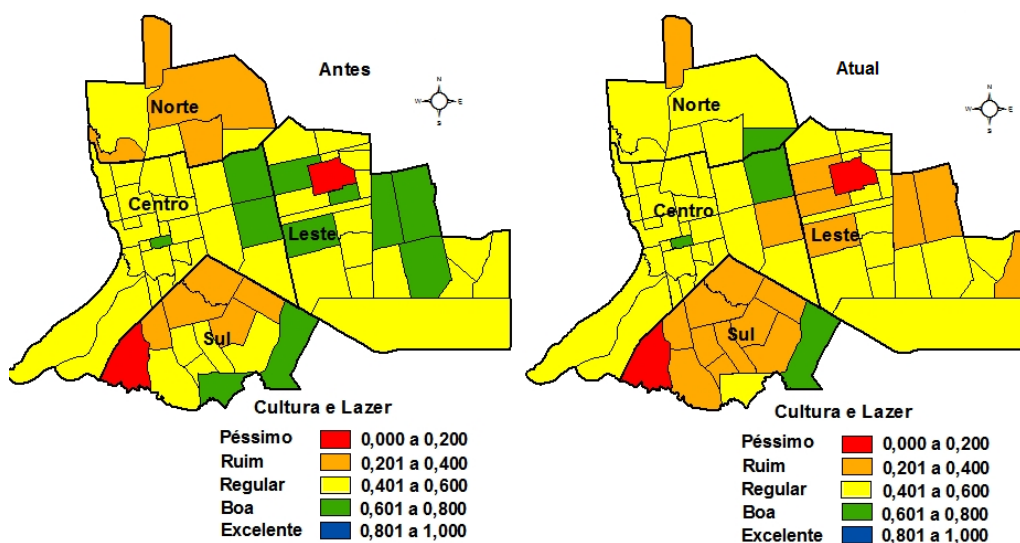 Antes
N
W E
S
Norte
Centro
Leste
Sul
Cultura e Lazer
Péssimo 0,000 a 0,200
Ruim 0,201 a 0,400
Regular 0,401 a 0,600
Boa 0,601 a 0,800
Excelente 0,801 a 1,000
Atual
N
W E
S
Norte
Centro
Leste
Sul
Cultura e Lazer
Péssimo 0,000 a 0,200
Ruim 0,201 a 0,400
Regular 0,401 a 0,600
Boa 0,601 a 0,800
Excelente 0,801 a 1,000